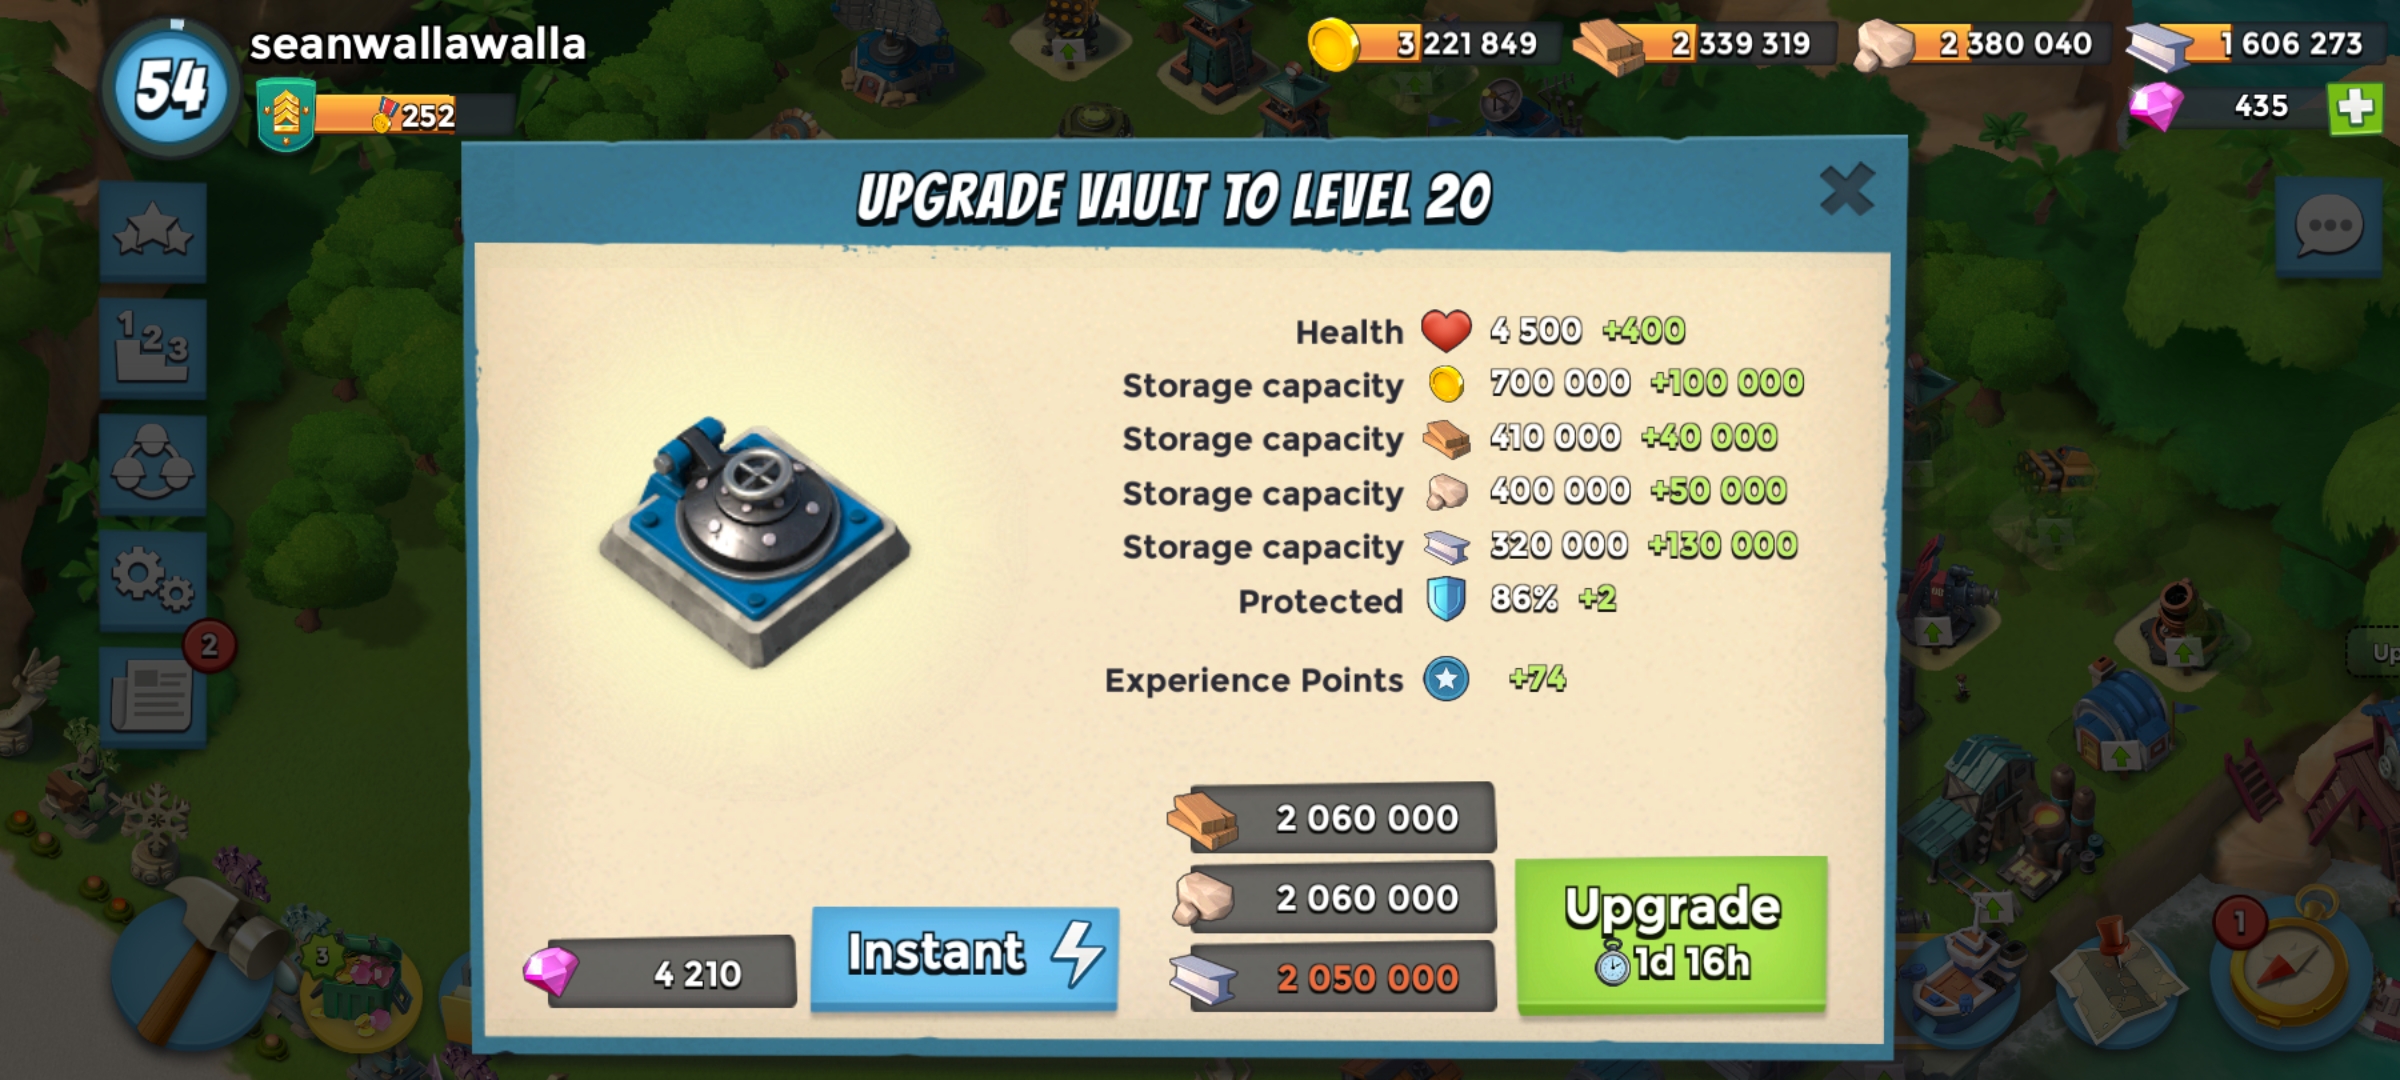 54
seanwallawalla
252
3 221 849
2 339 319
2 380 040
1 606 273
435
UPGRADE VAULT TO LEVEL 20
1 2 3
2
Health 4 500 +400
Storage capacity 700 000 +100 000
Storage capacity 410 000 +40 000
Storage capacity 400 000 +50 000
Storage capacity 320 000 +130 000
Protected 86% +2
Experience Points +74
Up
3
4 210
Instant
2 060 000
2 060 000
2 050 000
Upgrade
1d 16h
1